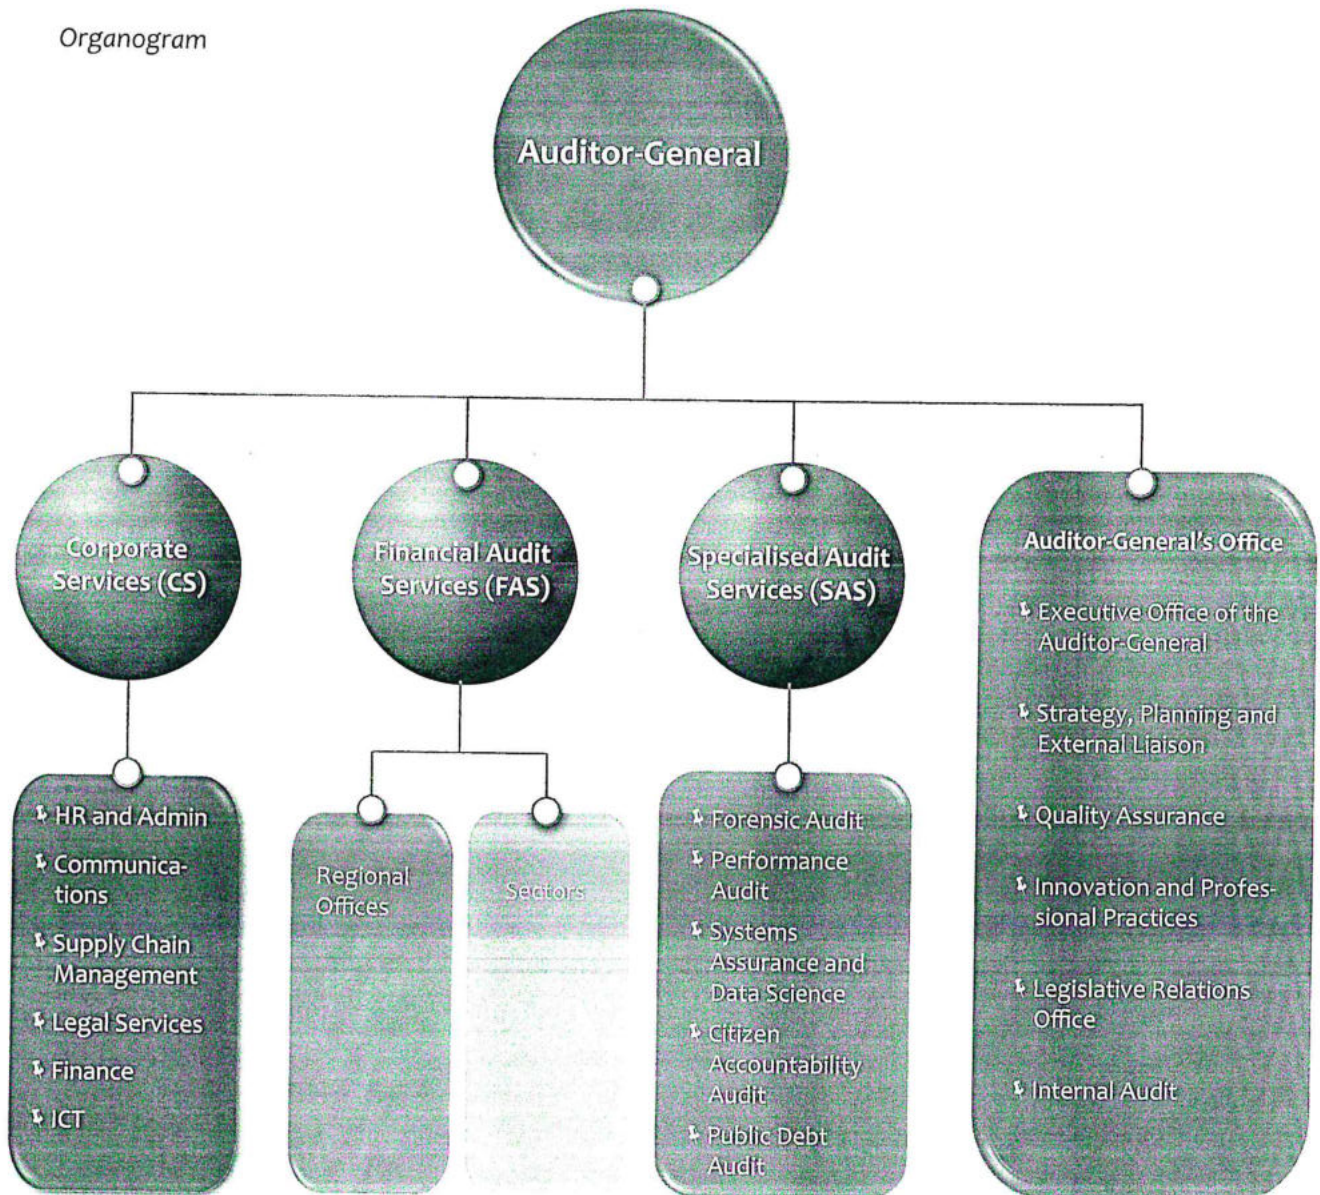 Organogram
Auditor-General
Corporate
Services (CS)
Financial Audit
Services (FAS)
Specialised Audit
Services (SAS)
Auditor-General's Office
Executive Office of the
Auditor-General
Strategy, Planning and
External Liaison
Quality Assurance
Innovation and Profes-
sional Practices
Legislative Relations
Office
Internal Audit
HR and Admin
Communica-
tions
Supply Chain
Management
Legal Services
Finance
ICT
Regional
Offices
Sectors
Forensic Audit
Performance
Audit
Systems
Assurance and
Data Science
Citizen
Accountability
Audit
Public Debt
Audit